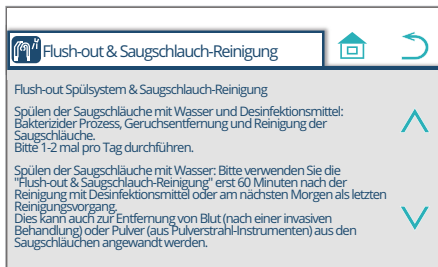 Flush-out & Saugschlauch-Reinigung
Flush-out Spülsystem & Saugschlauch-Reinigung
Spülen der Saugschläuche mit Wasser und Desinfektionsmittel:
Bakterizider Prozess, Geruchsentfernung und Reinigung der
Saugschläuche.
Bitte 1-2 mal pro Tag durchführen.
Spülen der Saugschläuche mit Wasser: Bitte verwenden Sie die
"Flush-out & Saugschlauch-Reinigung" erst 60 Minuten nach der
Reinigung mit Desinfektionsmittel oder am nächsten Morgen als letzten
Reinigungsvorgang.
Dies kann auch zur Entfernung von Blut (nach einer invasiven
Behandlung) oder Pulver (aus Pulverstrahl-Instrumenten) aus den
Saugschläuchen angewandt werden.